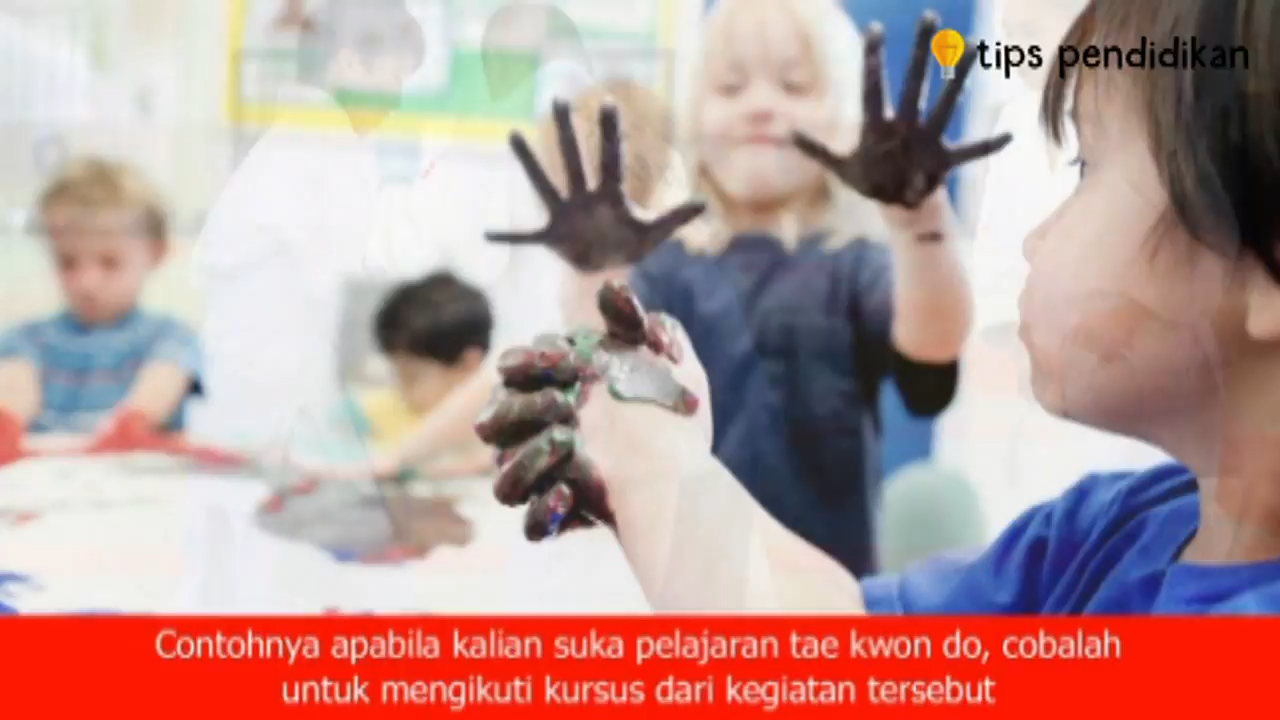 tips pendidikan
Contohnya apabila kalian suka pelajaran tae kwon do, cobalah
untuk mengikuti kursus dari kegiatan tersebut